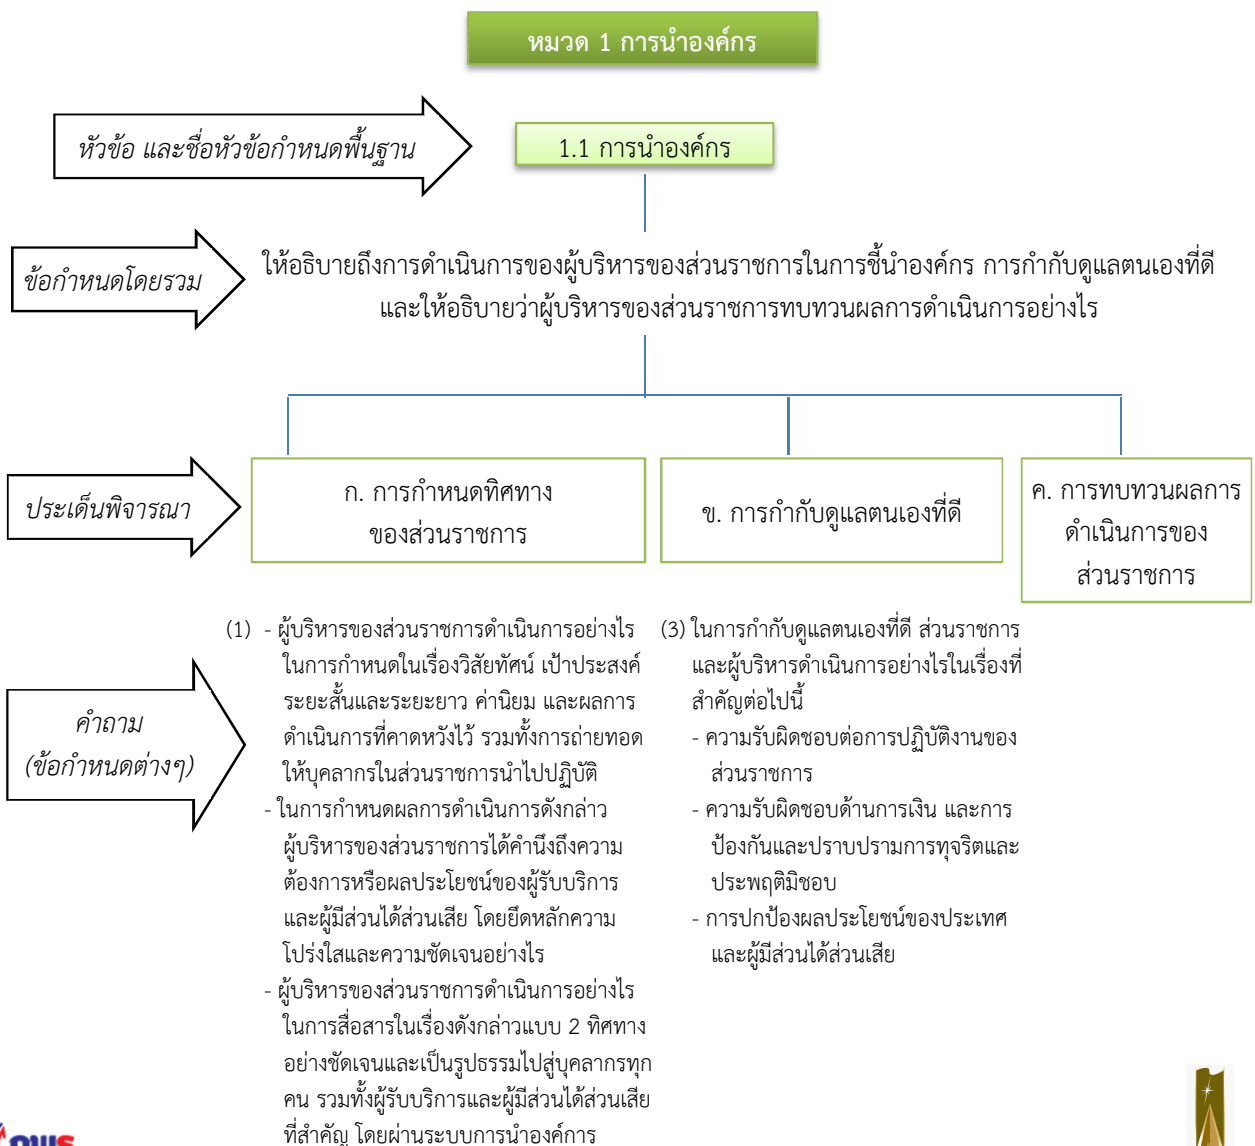 หมวด 1 การนำองค์กร
หัวข้อ และชื่อหัวข้อกำหนดพื้นฐาน
1.1 การนำองค์กร
ข้อกำหนดโดยรวม
ให้อธิบายถึงการดำเนินการของผู้บริหารของส่วนราชการในการชี้นำองค์กร การกำกับดูแลตนเองที่ดี
และให้อธิบายว่าผู้บริหารของส่วนราชการทบทวนผลการดำเนินการอย่างไร
ประเด็นพิจารณา
ก. การกำหนดทิศทาง
ของส่วนราชการ
ข. การกำกับดูแลตนเองที่ดี
ค. การทบทวนผลการ
ดำเนินการของ
ส่วนราชการ
คำถาม
(ข้อกำหนดต่างๆ)
(1) - ผู้บริหารของส่วนราชการดำเนินการอย่างไร
ในการกำหนดในเรื่องวิสัยทัศน์ เป้าประสงค์
ระยะสั้นและระยะยาว ค่านิยม และผลการ
ดำเนินการที่คาดหวังไว้ รวมทั้งการถ่ายทอด
ให้บุคลากรในส่วนราชการนำไปปฏิบัติ
- ในการกำหนดผลการดำเนินการดังกล่าว
ผู้บริหารของส่วนราชการได้คำนึงถึงความ
ต้องการหรือผลประโยชน์ของผู้รับบริการ
และผู้มีส่วนได้ส่วนเสีย โดยยึดหลักความ
โปร่งใสและความชัดเจนอย่างไร
- ผู้บริหารของส่วนราชการดำเนินการอย่างไร
ในการสื่อสารในเรื่องดังกล่าวแบบ 2 ทิศทาง
อย่างชัดเจนและเป็นรูปธรรมไปสู่บุคลากรทุก
คน รวมทั้งผู้รับบริการและผู้มีส่วนได้ส่วนเสีย
ที่สำคัญ โดยผ่านระบบการนำองค์การ
(3) ในการกำกับดูแลตนเองที่ดี ส่วนราชการ
และผู้บริหารดำเนินการอย่างไรในเรื่องที่
สำคัญต่อไปนี้
- ความรับผิดชอบต่อการปฏิบัติงานของ
ส่วนราชการ
- ความรับผิดชอบด้านการเงิน และการ
ป้องกันและปราบปรามการทุจริตและ
ประพฤติมิชอบ
- การปกป้องผลประโยชน์ของประเทศ
และผู้มีส่วนได้ส่วนเสีย